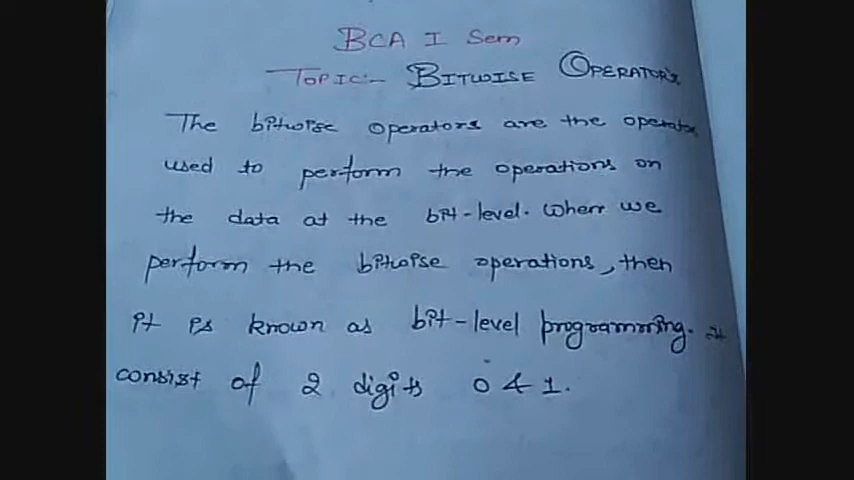 BCA I Sem
Topic:- BITWISE OPERATORS
The bitwise operators are the operators
used to perform the operations on
the data at the bit-level. When we
perform the bitwise operations, then
it is known as bit-level programming. It
consist of 2 digits 0 & 1.